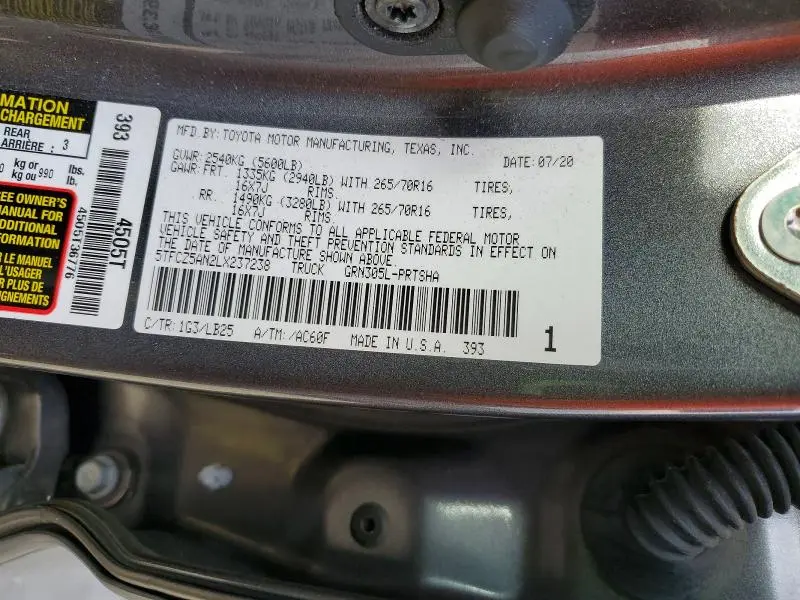 MATION
CHARGEMENT
REAR
ARRIÈRE : 3
kg or 990 lbs.
kg ou lb.
SEE OWNER'S
MANUAL FOR
ADDITIONAL
INFORMATION
LE MANUEL
L'USAGER
PLUS DE
IGNEMENTS
393
4505T
4505T36776
MFD.BY: TOYOTA MOTOR MANUFACTURING, TEXAS, INC. DATE: 07/20
GVWR: 2540KG (5600LB)
GAWR: FRT. 1335KG (2940LB) WITH 265/70R16 TIRES,
16X7J RIMS
RR. 1490KG (3280LB) WITH 265/70R16 TIRES,
16X7J RIMS
THIS VEHICLE CONFORMS TO ALL APPLICABLE FEDERAL MOTOR
VEHICLE SAFETY AND THEFT PREVENTION STANDARDS IN EFFECT ON
THE DATE OF MANUFACTURE SHOWN ABOVE.
5TFCZ5AN2LX237238 TRUCK GRN305L-PRTSHA
C/TR: 1G3/LB25 A/TM: /AC60F MADE IN U.S.A. 393 1